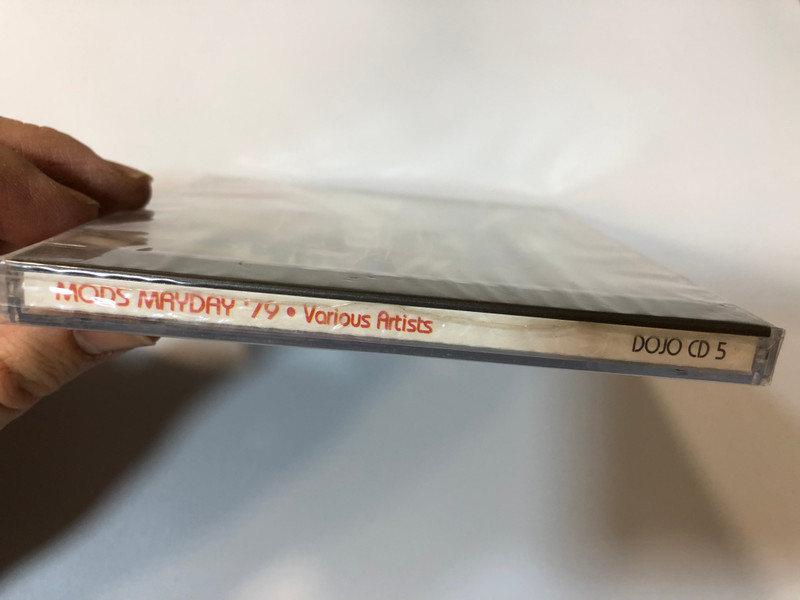 MODS MAYDAY '79 • Various Artists
DOJO CD 5